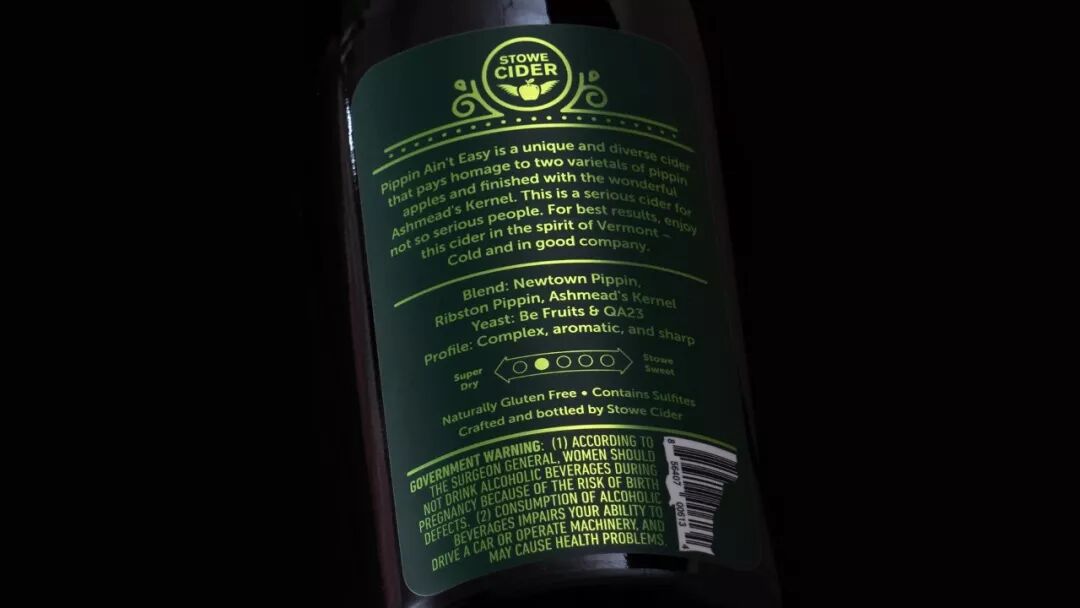 STOWE
CIDER
Pippin Ain't Easy is a unique and diverse cider
that pays homage to two varietals of pippin
apples and finished with the wonderful
Ashmead's Kernel. This is a serious cider for
not so serious people. For best results, enjoy
this cider in the spirit of Vermont –
Cold and in good company.
Blend: Newtown Pippin,
Ribston Pippin, Ashmead's Kernel
Yeast: Be Fruits & QA23
Profile: Complex, aromatic, and sharp
Super
Dry
Stowe
Sweet
Naturally Gluten Free • Contains Sulfites
Crafted and bottled by Stowe Cider
GOVERNMENT WARNING: (1) ACCORDING TO
THE SURGEON GENERAL, WOMEN SHOULD
NOT DRINK ALCOHOLIC BEVERAGES DURING
PREGNANCY BECAUSE OF THE RISK OF BIRTH
DEFECTS. (2) CONSUMPTION OF ALCOHOLIC
BEVERAGES IMPAIRS YOUR ABILITY TO
DRIVE A CAR OR OPERATE MACHINERY, AND
MAY CAUSE HEALTH PROBLEMS.
8 56407 00613 4